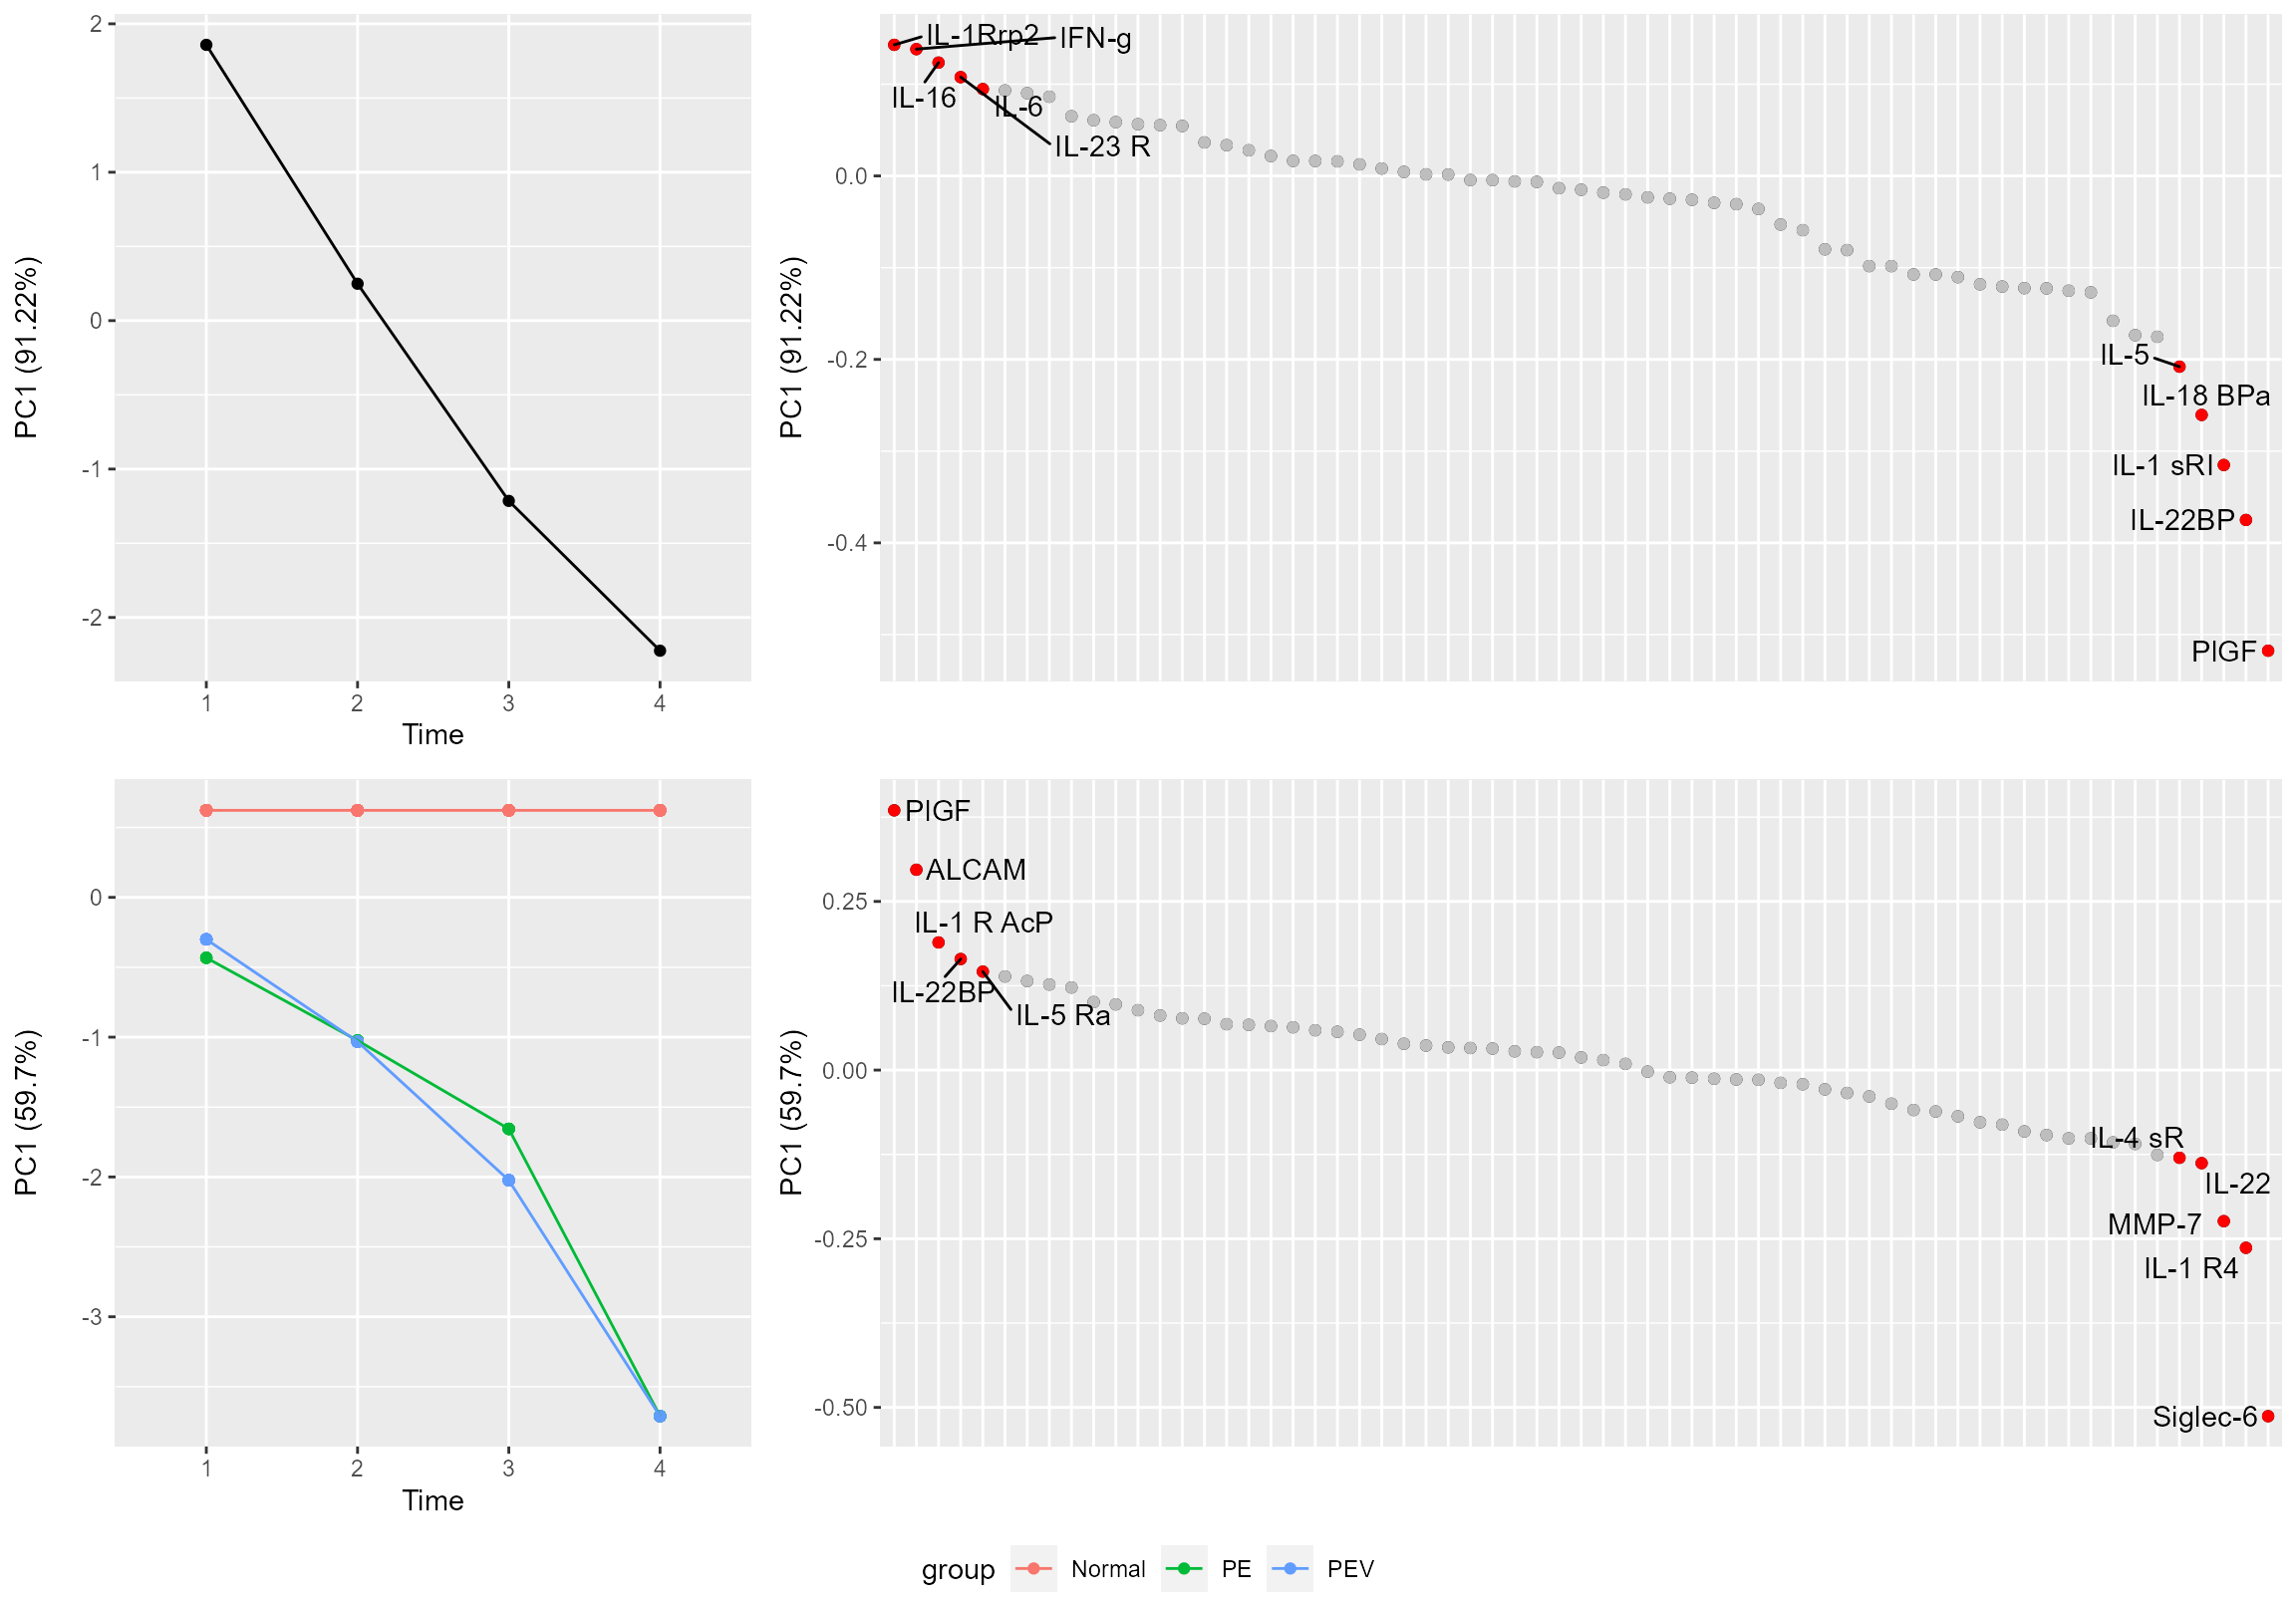 PC1 (91.22%)
2
1
0
-1
-2
1 2 3 4
Time
PC1 (91.22%)
0.0
-0.2
-0.4
IL-1Rrp2
IFN-g
IL-16
IL-6
IL-23 R
IL-5
IL-18 BPa
IL-1 sRI
IL-22BP
PlGF
PC1 (59.7%)
0
-1
-2
-3
1 2 3 4
Time
PC1 (59.7%)
0.25
0.00
-0.25
-0.50
PlGF
ALCAM
IL-1 R AcP
IL-22BP
IL-5 Ra
IL-4 sR
IL-22
MMP-7
IL-1 R4
Siglec-6
group Normal PE PEV